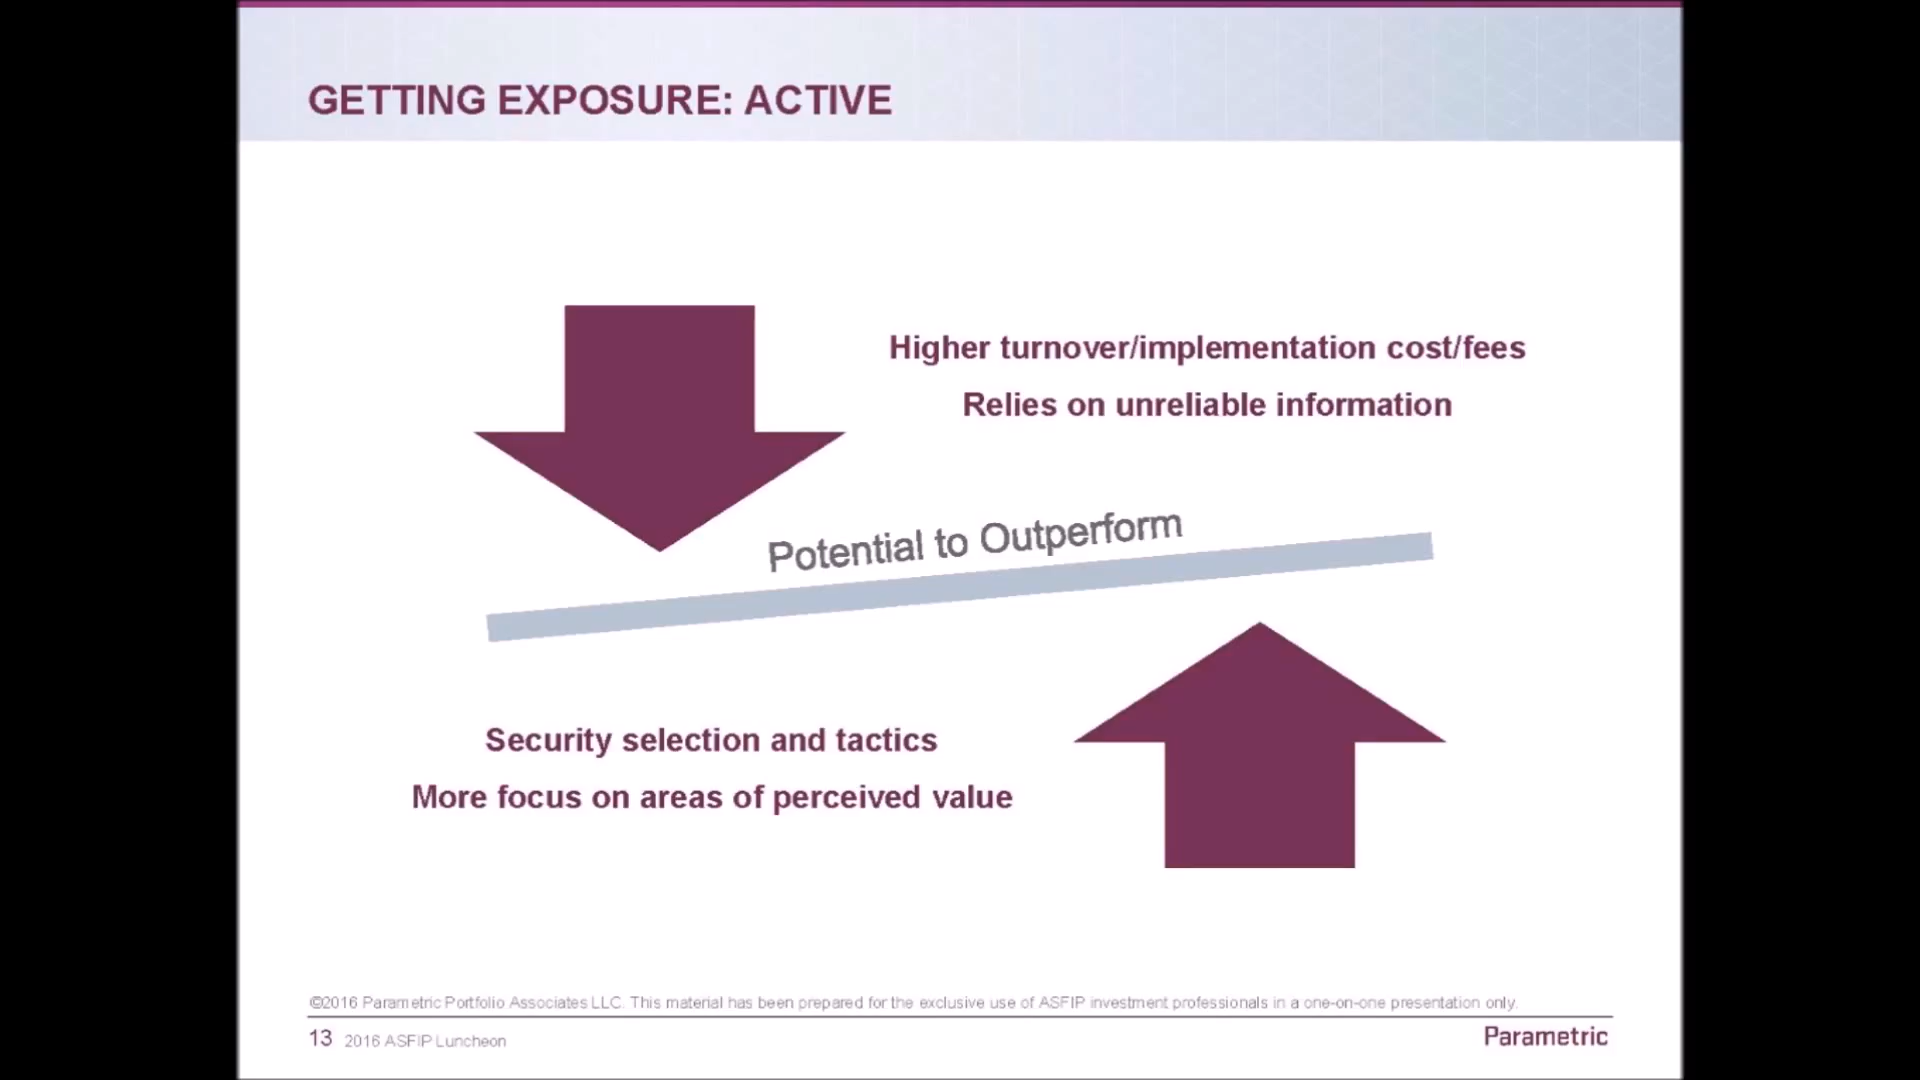 GETTING EXPOSURE: ACTIVE
Higher turnover/implementation cost/fees
Relies on unreliable information
Potential to Outperform
Security selection and tactics
More focus on areas of perceived value
©2016 Parametric Portfolio Associates LLC. This material has been prepared for the exclusive use of ASFIP investment professionals in a one-on-one presentation only.
13 2016 ASFIP Luncheon
Parametric